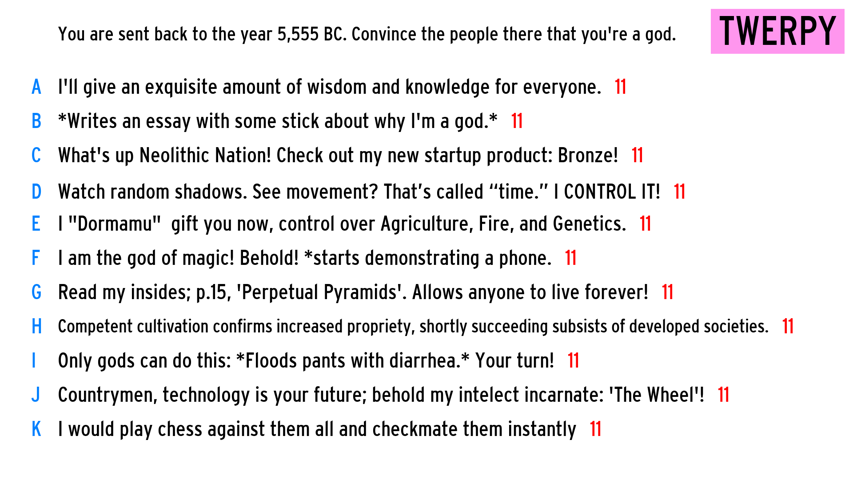 You are sent back to the year 5,555 BC. Convince the people there that you're a god.
TWERPY
A I'll give an exquisite amount of wisdom and knowledge for everyone. 11
B *Writes an essay with some stick about why I'm a god.* 11
C What's up Neolithic Nation! Check out my new startup product: Bronze! 11
D Watch random shadows. See movement? That’s called “time.” I CONTROL IT! 11
E I "Dormamu"  gift you now, control over Agriculture, Fire, and Genetics. 11
F I am the god of magic! Behold! *starts demonstrating a phone. 11
G Read my insides; p.15, 'Perpetual Pyramids'. Allows anyone to live forever! 11
H Competent cultivation confirms increased propriety, shortly succeeding subsists of developed societies. 11
I Only gods can do this: *Floods pants with diarrhea.* Your turn! 11
J Countrymen, technology is your future; behold my intelect incarnate: 'The Wheel'! 11
K I would play chess against them all and checkmate them instantly 11